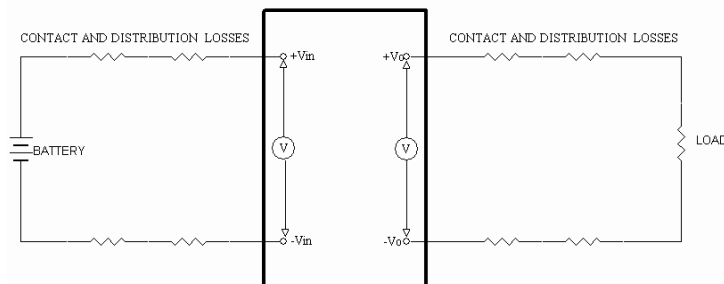 CONTACT AND DISTRIBUTION LOSSES
CONTACT AND DISTRIBUTION LOSSES
+Vin
+Vo
V
V
BATTERY
LOAD
-Vin
-Vo